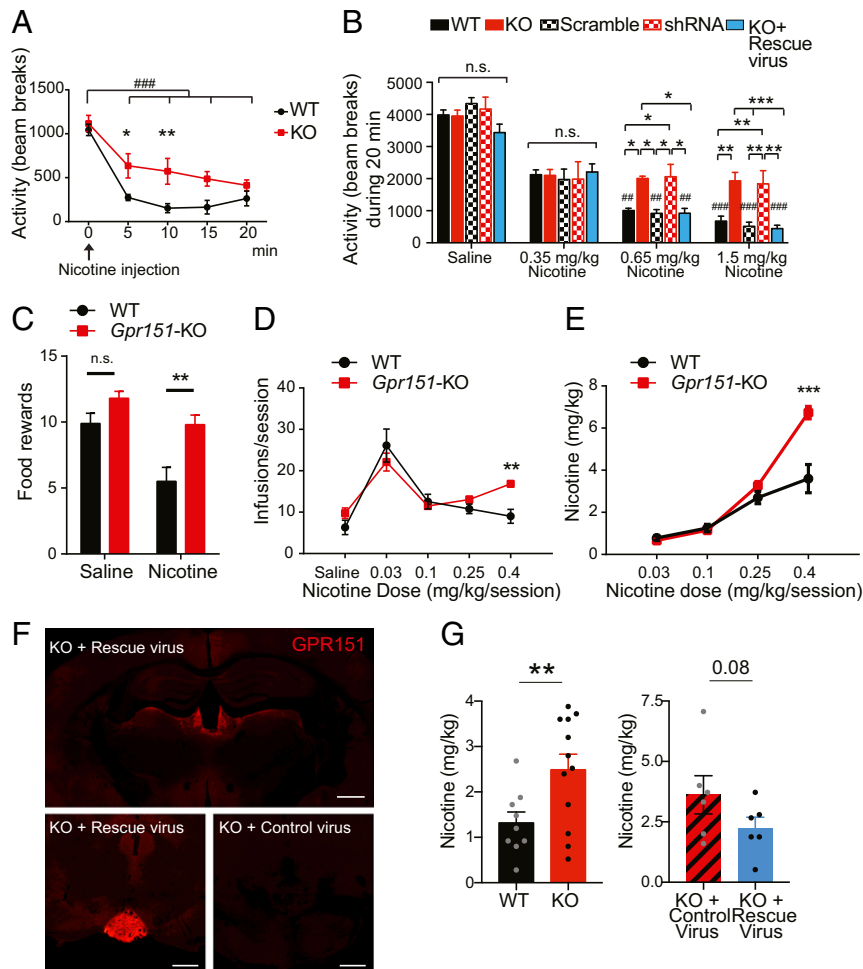 A
Activity (beam breaks)
1500
1000
500
0
###
* **
WT
KO
0 5 10 15 20
min
Nicotine injection
B
WT KO Scramble shRNA KO+
Rescue
virus
Activity (beam breaks)
during 20 min
5000
4000
3000
2000
1000
0
n.s.
n.s.
*
*
* * * *
## ## ##
***
**
** ** **
### ### ###
Saline 0.35 mg/kg 0.65 mg/kg 1.5 mg/kg
Nicotine Nicotine Nicotine
C
WT
Gpr151-KO
Food rewards
15
10
5
0
n.s.
**
Saline Nicotine
D
WT
Gpr151-KO
Infusions/session
40
30
20
10
0
**
Saline 0.03 0.1 0.25 0.4
Nicotine Dose (mg/kg/session)
E
WT
Gpr151-KO
Nicotine (mg/kg)
8
6
4
2
0
***
0.03 0.1 0.25 0.4
Nicotine dose (mg/kg/session)
F
KO + Rescue virus
GPR151
KO + Rescue virus
KO + Control virus
G
Nicotine (mg/kg)
4
3
2
1
0
**
WT KO
Nicotine (mg/kg)
7.5
5.0
2.5
0.0
0.08
KO + KO +
Control Rescue
Virus Virus